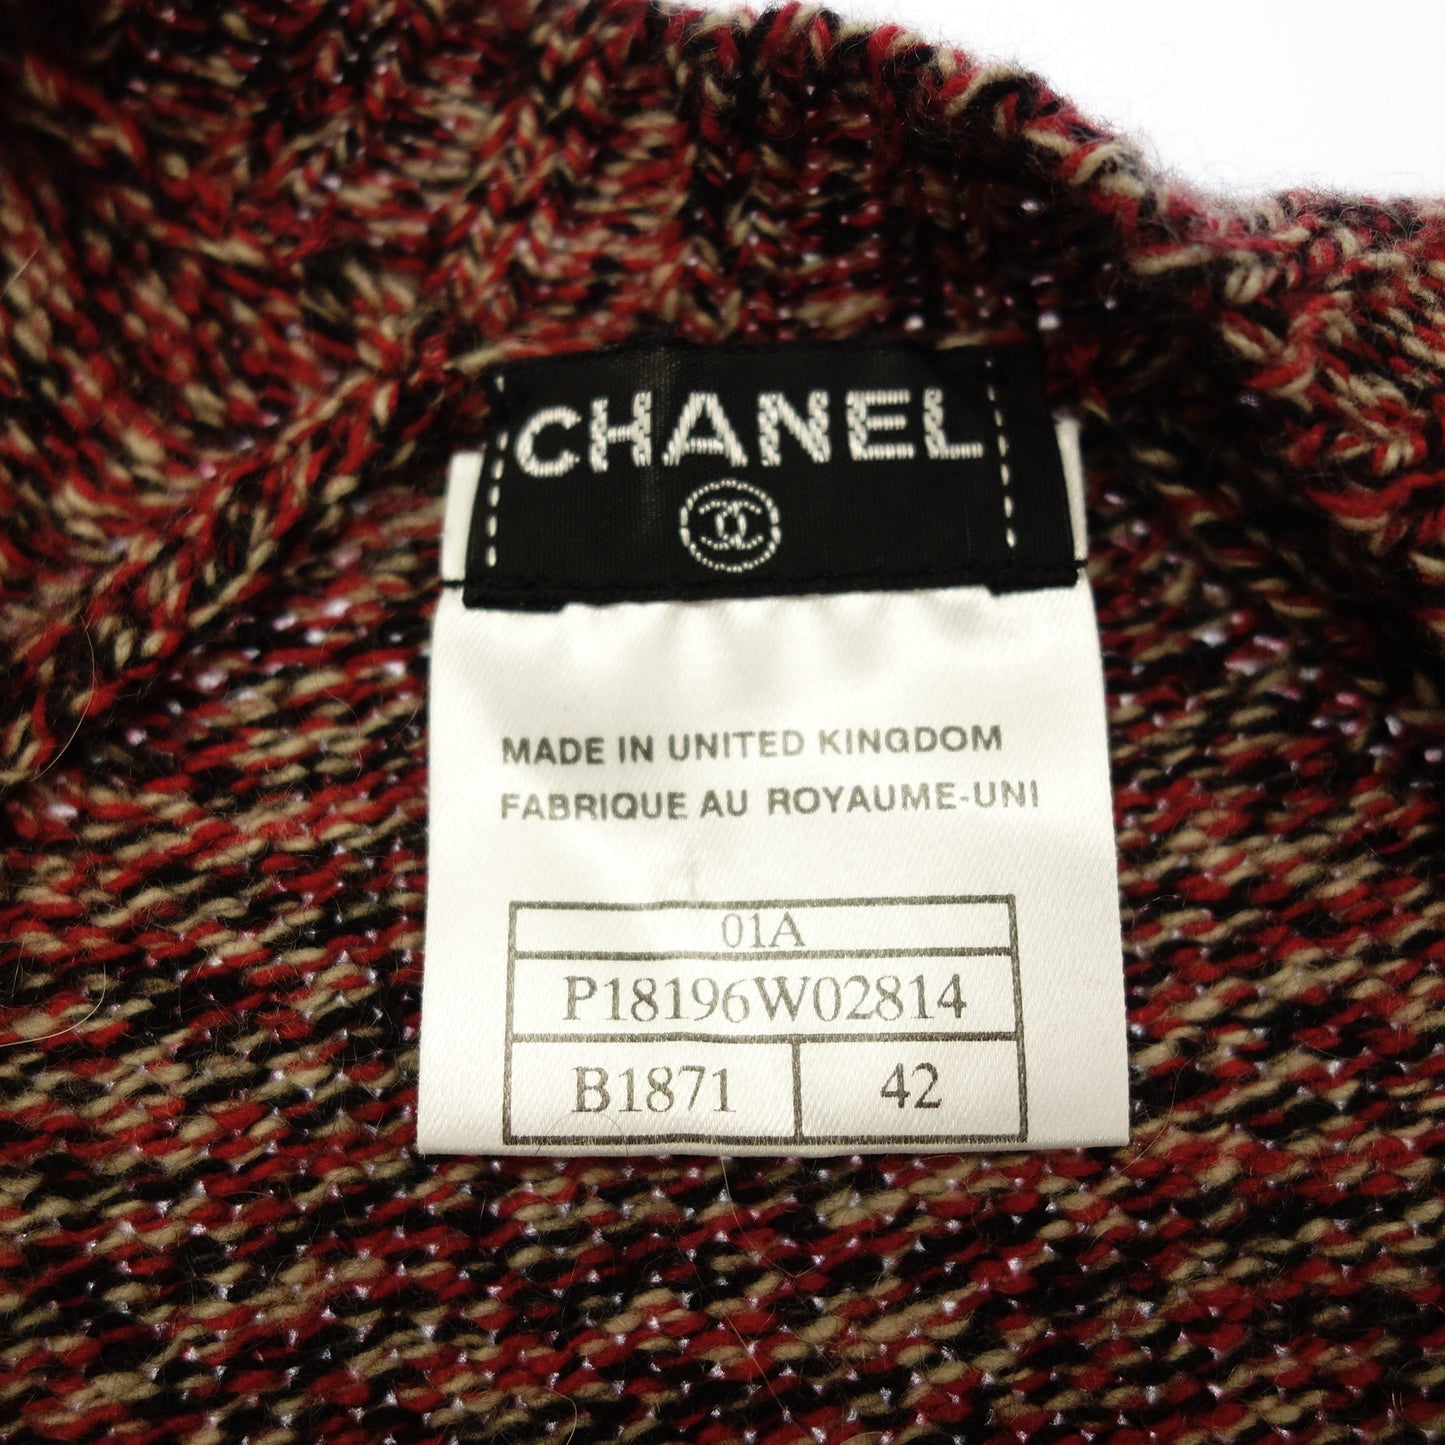 CHANEL
MADE IN UNITED KINGDOM
FABRIQUE AU ROYAUME-UNI
01A
P18196W02814
B1871 42